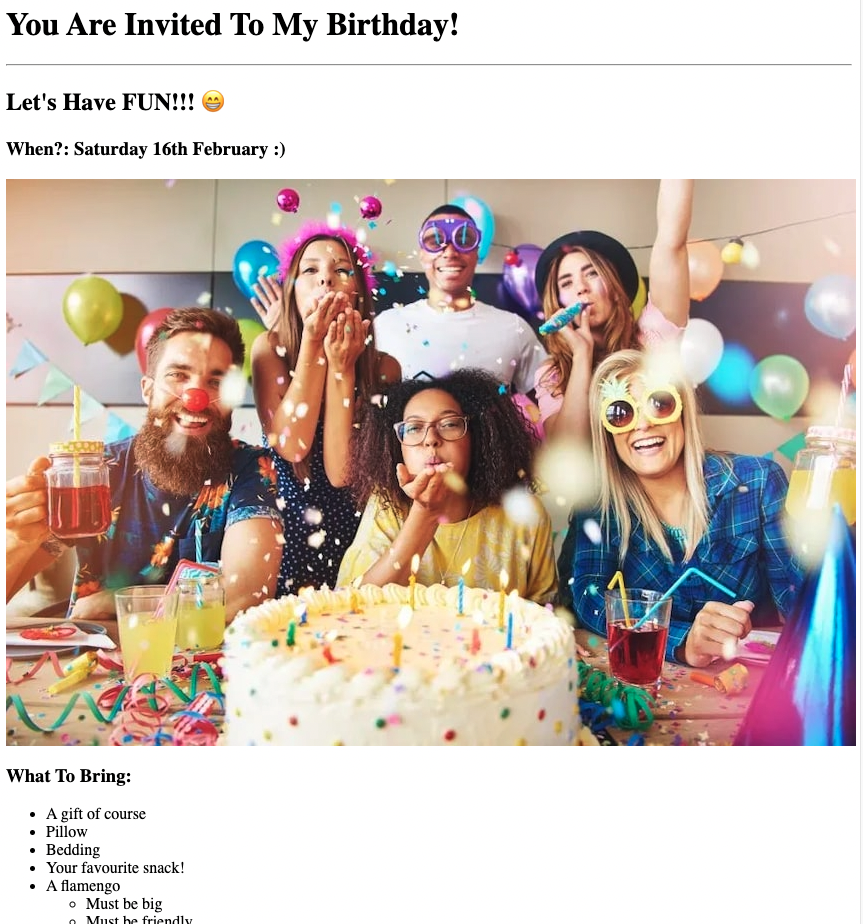 You Are Invited To My Birthday!
Let's Have FUN!!! 😁
When?: Saturday 16th February :)
What To Bring:
A gift of course
Pillow
Bedding
Your favourite snack!
A flamengo
Must be big
Must be friendly